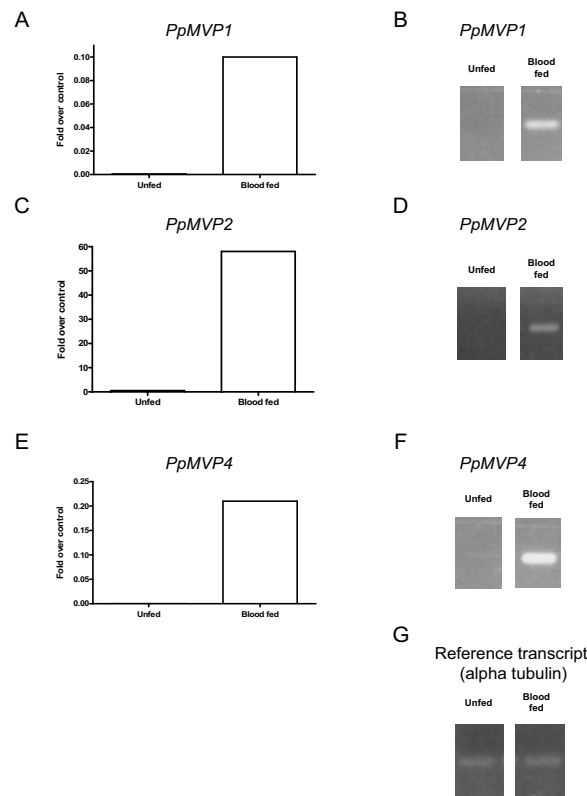 A
PpMVP1
Fold over control
0.10
0.08
0.06
0.04
0.02
0.00
Unfed
Blood fed
B
PpMVP1
Unfed
Blood
fed
C
PpMVP2
Fold over control
60
50
40
30
20
10
0
Unfed
Blood fed
D
PpMVP2
Unfed
Blood
fed
E
PpMVP4
Fold over control
0.25
0.20
0.15
0.10
0.05
0.00
Unfed
Blood fed
F
PpMVP4
Unfed
Blood
fed
G
Reference transcript
(alpha tubulin)
Unfed
Blood
fed